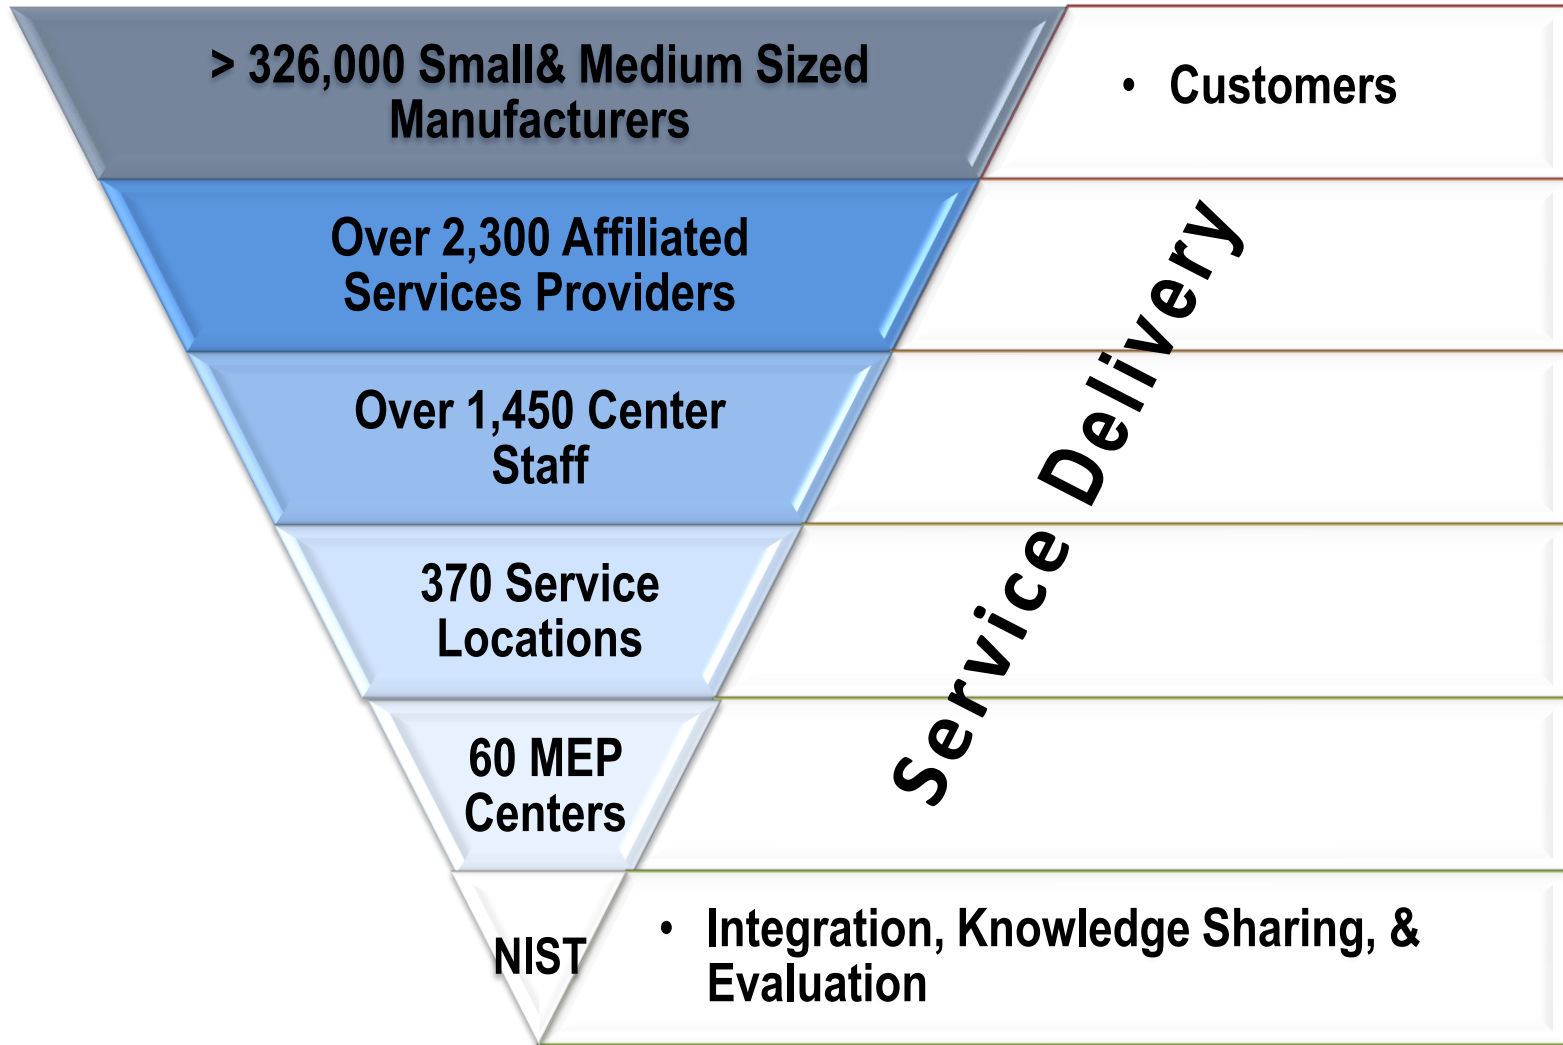 > 326,000 Small& Medium Sized
Manufacturers
• Customers
Over 2,300 Affiliated
Services Providers
Over 1,450 Center
Staff
370 Service
Locations
60 MEP
Centers
Service Delivery
NIST
• Integration, Knowledge Sharing, &
Evaluation